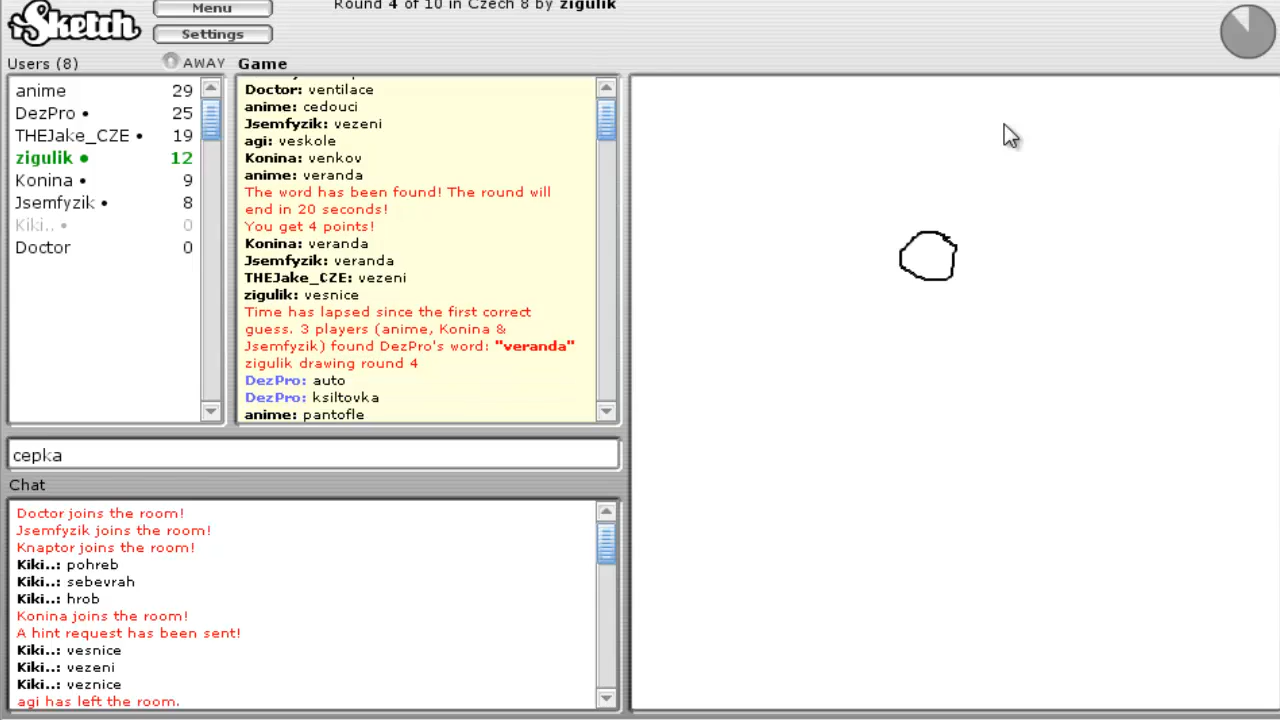 Sketch
Menu
Settings
Round 4 of 10 in Czech 8 by zigulik
Users (8)
AWAY
Game
anime 29
DezPro • 25
THEJake_CZE • 19
zigulik • 12
Konina • 9
Jsemfyzik • 8
Kiki.. • 0
Doctor 0
Doctor: ventilace
anime: cedouci
Jsemfyzik: vezeni
agi: veskole
Konina: venkov
anime: veranda
The word has been found! The round will
end in 20 seconds!
You get 4 points!
Konina: veranda
Jsemfyzik: veranda
THEJake_CZE: vezeni
zigulik: vesnice
Time has lapsed since the first correct
guess. 3 players (anime, Konina &
Jsemfyzik) found DezPro's word: "veranda"
zigulik drawing round 4
DezPro: auto
DezPro: ksiltovka
anime: pantofle
cepka
Chat
Doctor joins the room!
Jsemfyzik joins the room!
Knaptor joins the room!
Kiki..: pohreb
Kiki..: sebevrah
Kiki..: hrob
Konina joins the room!
A hint request has been sent!
Kiki..: vesnice
Kiki..: vezeni
Kiki..: veznice
agi has left the room.